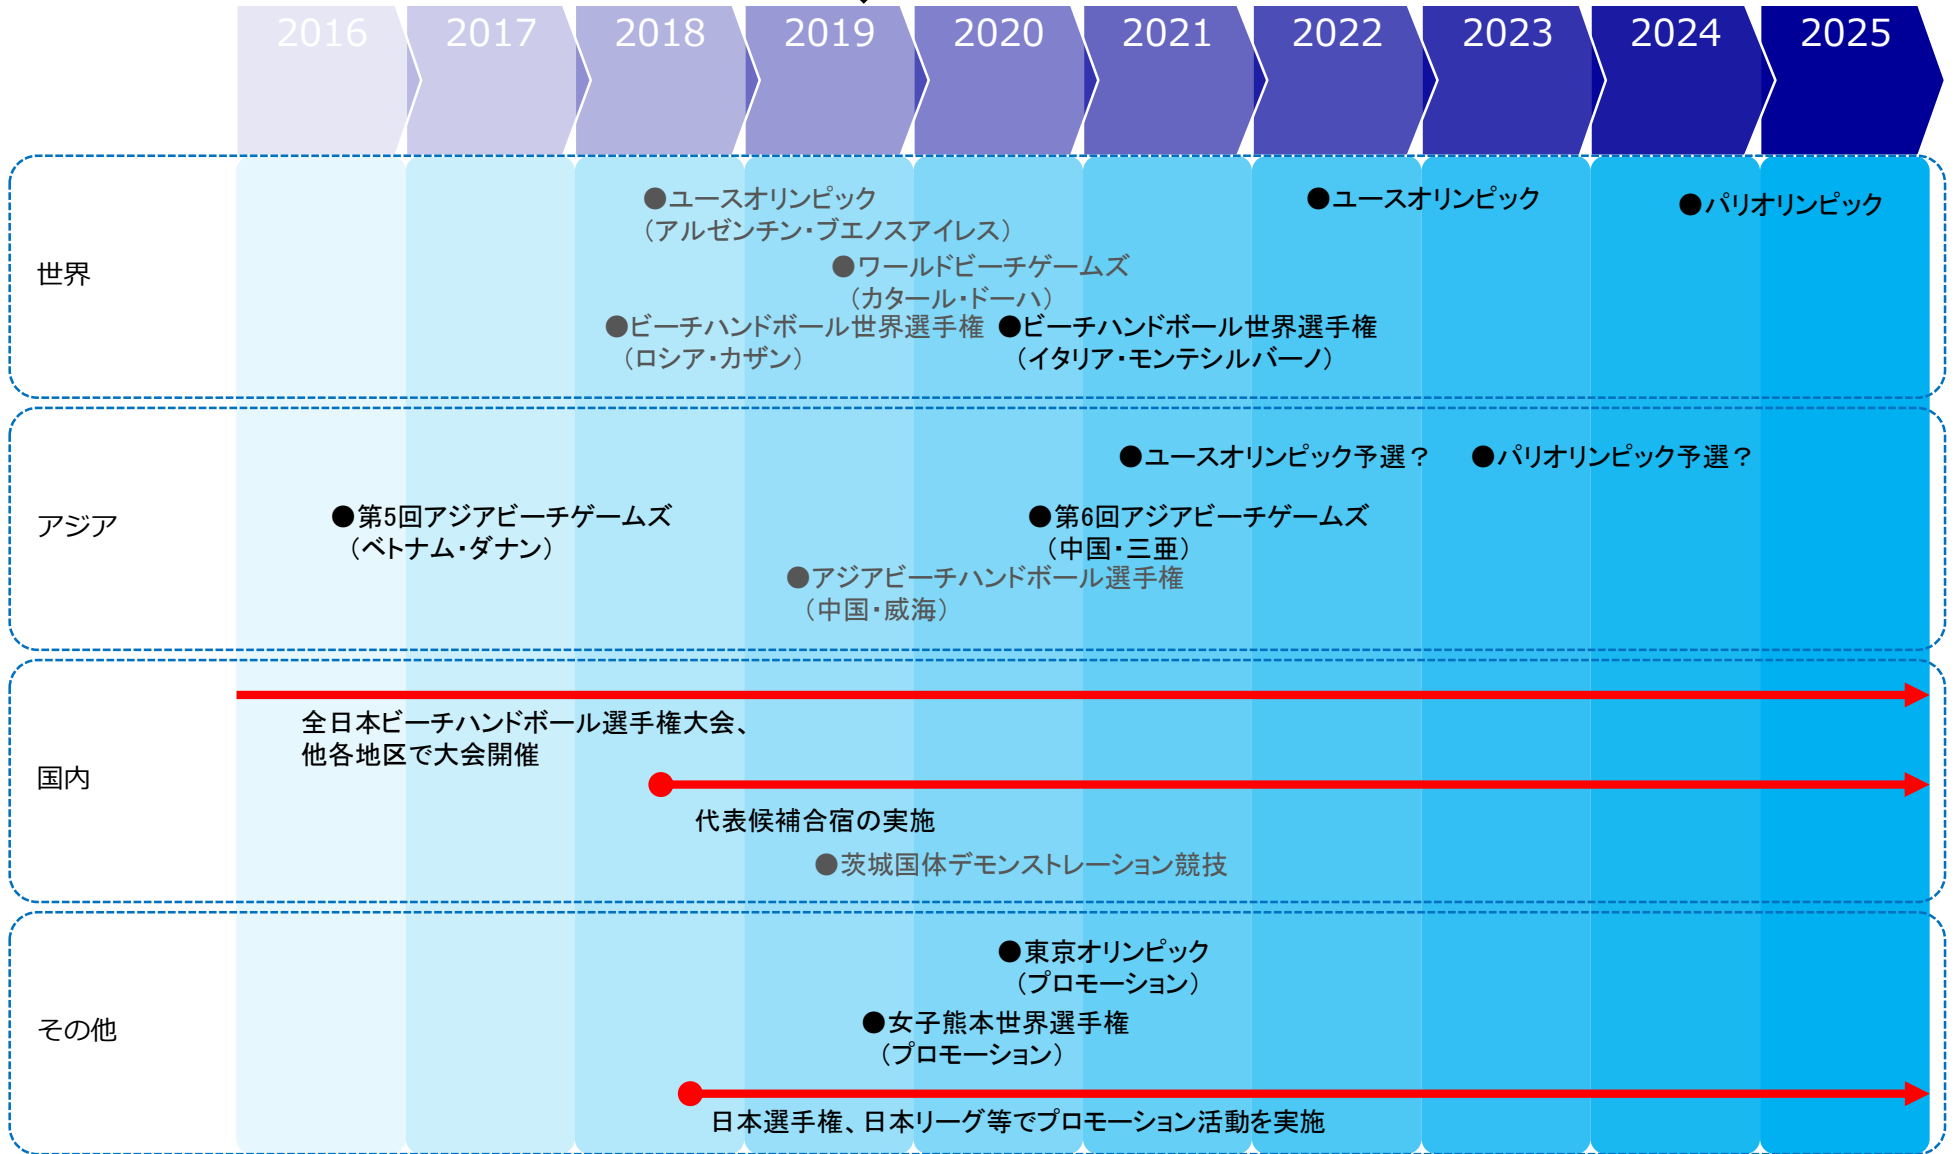 2016 2017 2018 2019 2020 2021 2022 2023 2024 2025
世界
●ユースオリンピック
（アルゼンチン・ブエノスアイレス）
●ワールドビーチゲームズ
（カタール・ドーハ）
●ビーチハンドボール世界選手権
（ロシア・カザン）
●ビーチハンドボール世界選手権
（イタリア・モンテシルバーノ）
●ユースオリンピック
●パリオリンピック
アジア
●ユースオリンピック予選？
●パリオリンピック予選？
●第5回アジアビーチゲームズ
（ベトナム・ダナン）
●第6回アジアビーチゲームズ
（中国・三亜）
●アジアビーチハンドボール選手権
（中国・威海）
国内
全日本ビーチハンドボール選手権大会、
他各地区で大会開催
代表候補合宿の実施
●茨城国体デモンストレーション競技
その他
●東京オリンピック
（プロモーション）
●女子熊本世界選手権
（プロモーション）
日本選手権、日本リーグ等でプロモーション活動を実施